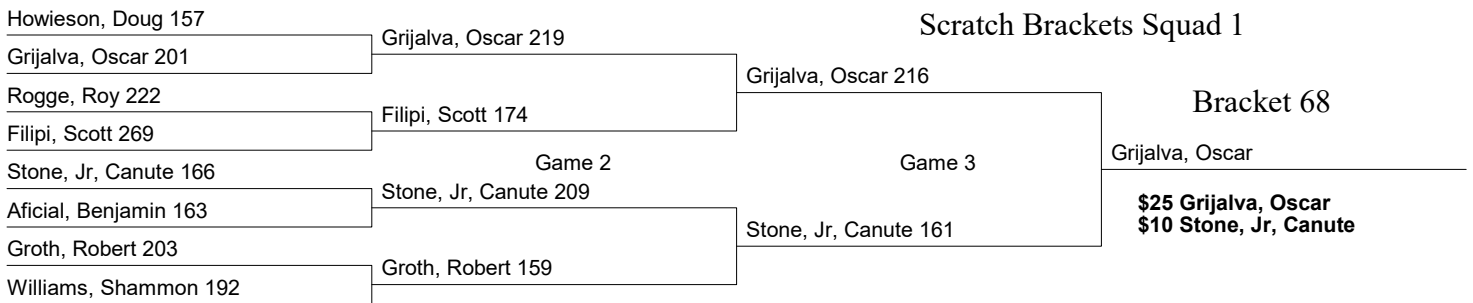 Scratch Brackets Squad 1
Bracket 68
Howieson, Doug 157
Grijalva, Oscar 201
Rogge, Roy 222
Filipi, Scott 269
Stone, Jr, Canute 166
Aficial, Benjamin 163
Groth, Robert 203
Williams, Shammon 192
Grijalva, Oscar 219
Filipi, Scott 174
Game 2
Stone, Jr, Canute 209
Groth, Robert 159
Grijalva, Oscar 216
Game 3
Stone, Jr, Canute 161
Grijalva, Oscar
$25 Grijalva, Oscar
$10 Stone, Jr, Canute